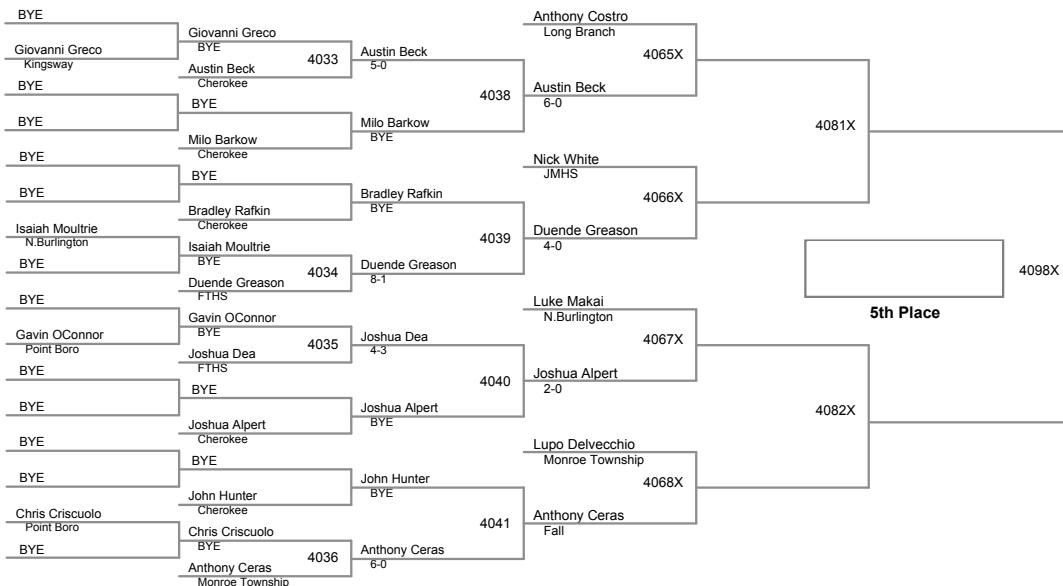 BYE
Giovanni Greco
Kingsway
BYE
BYE
BYE
BYE
Isaiah Moultrie
N.Burlington
BYE
BYE
Gavin OConnor
Point Boro
BYE
BYE
BYE
BYE
Chris Criscuolo
Point Boro
BYE
Giovanni Greco
BYE
4033
Austin Beck
Cherokee
BYE
Milo Barkow
Cherokee
BYE
Bradley Rafkin
Cherokee
Isaiah Moultrie
BYE
4034
Duende Greason
FTHS
Gavin OConnor
BYE
4035
Joshua Dea
FTHS
BYE
Joshua Alpert
Cherokee
BYE
John Hunter
Cherokee
Chris Criscuolo
BYE
4036
Anthony Ceras
Monroe Township
Austin Beck
5-0
4038
Milo Barkow
BYE
Bradley Rafkin
BYE
4039
Duende Greason
8-1
Joshua Dea
4-3
4040
Joshua Alpert
BYE
John Hunter
BYE
4041
Anthony Ceras
6-0
Anthony Costro
Long Branch
4065X
Austin Beck
6-0
Nick White
JMHS
4066X
Duende Greason
4-0
Luke Makai
N.Burlington
4067X
Joshua Alpert
2-0
Lupo Delvecchio
Monroe Township
4068X
Anthony Ceras
Fall
4081X
4082X
4098X
5th Place